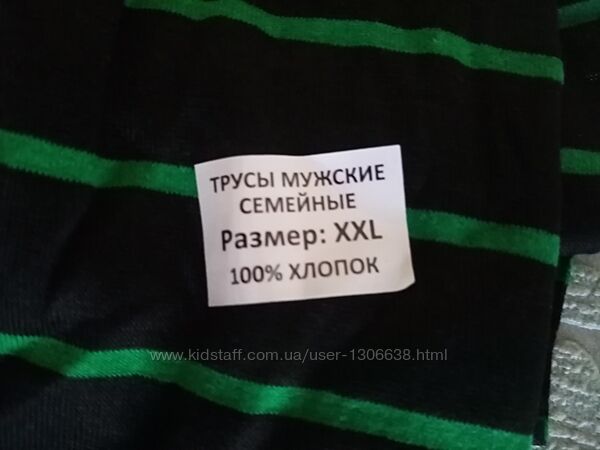 ТРУСЫ МУЖСКИЕ
СЕМЕЙНЫЕ
Размер: XXL
100% ХЛОПОК
www.kidstaff.com.ua/user-1306638.html